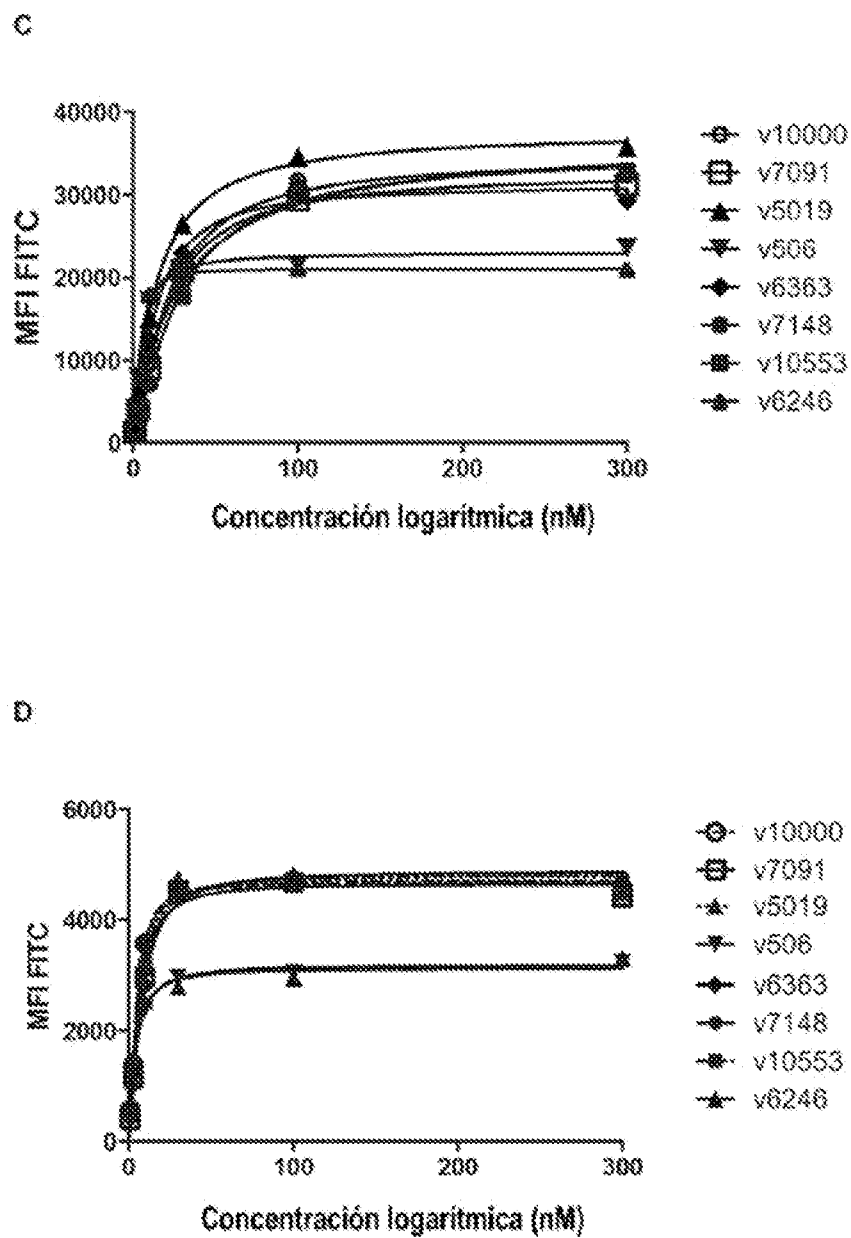 C
40000
30000
20000
10000
0
MFI FITC
0 100 200 300
Concentración logarítmica (nM)
v10000
v7091
v5019
v506
v6363
v7148
v10553
v6246
D
6000
4000
2000
0
MFI FITC
0 100 200 300
Concentración logarítmica (nM)
v10000
v7091
v5019
v506
v6363
v7148
v10553
v6246